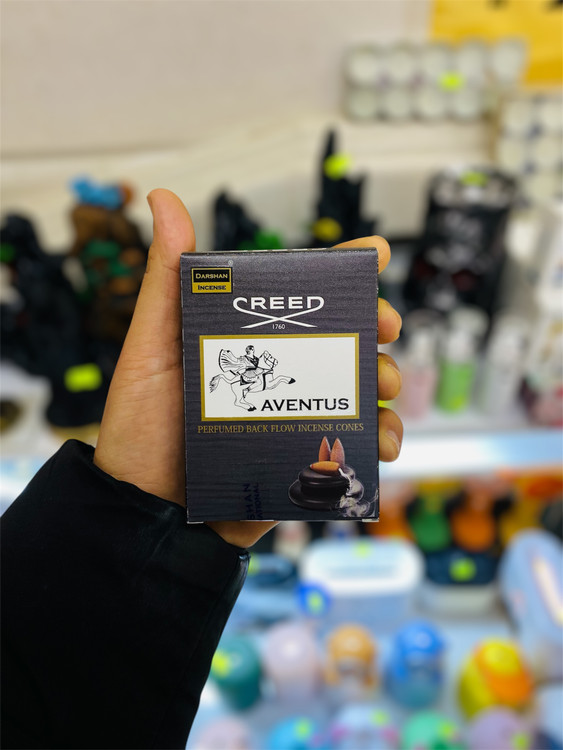 DARSHAN
INCENSE
CREED
1760
AVENTUS
PERFUMED BACK FLOW INCENSE CONES